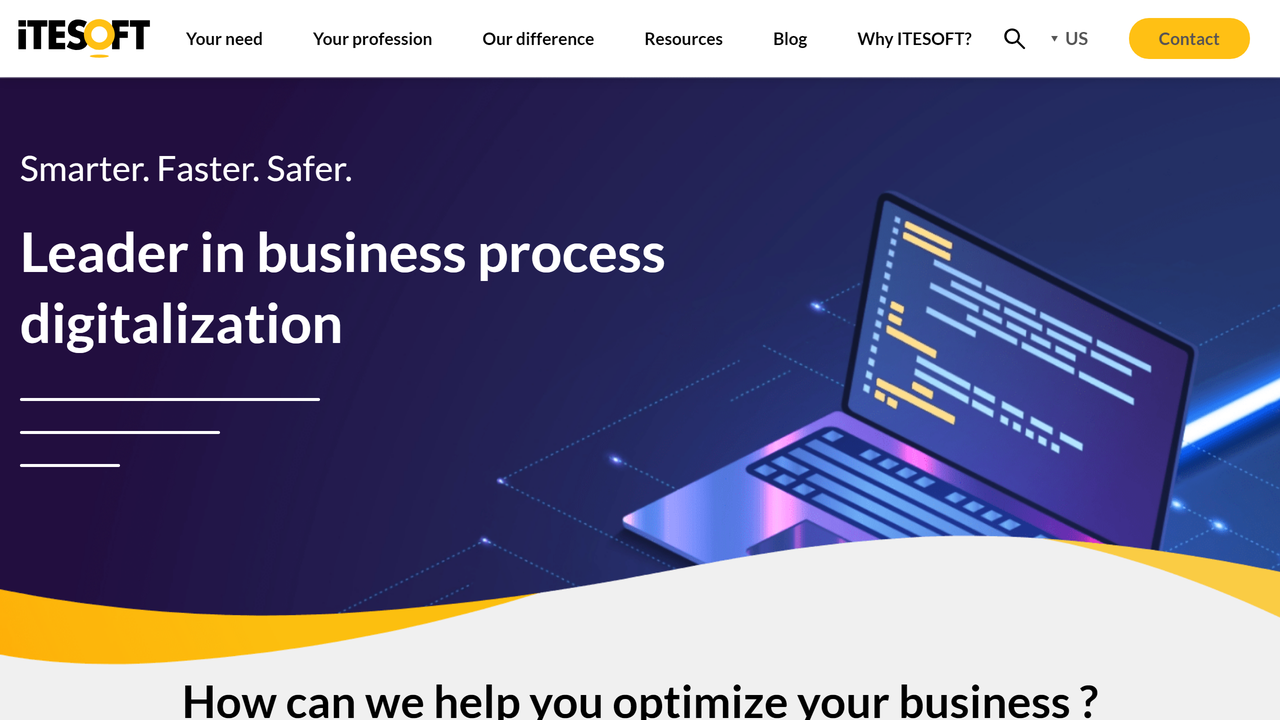 iTESOFT
Your need
Your profession
Our difference
Resources
Blog
Why ITESOFT?
US
Contact
Smarter. Faster. Safer.
Leader in business process
digitalization
How can we help you optimize your business ?